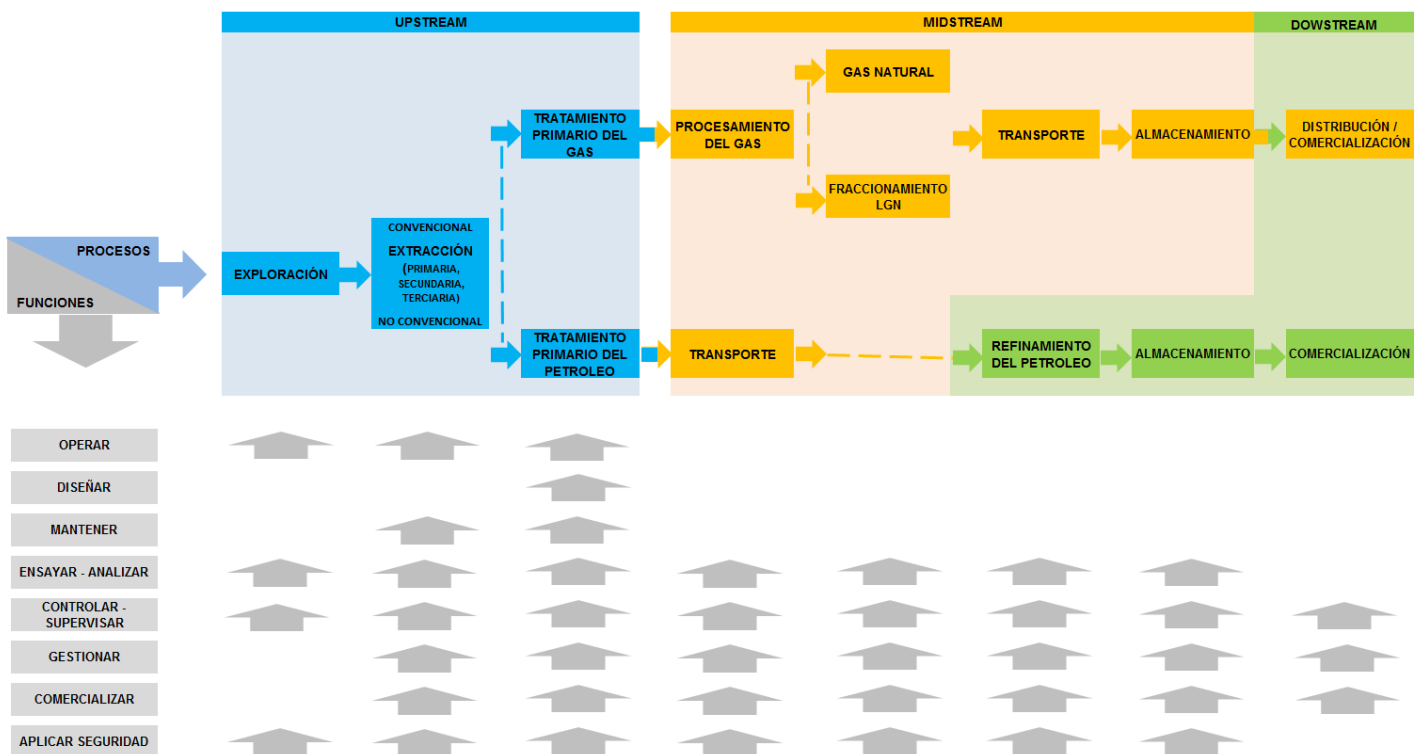 UPSTREAM
MIDSTREAM
DOWSTREAM
GAS NATURAL
TRATAMIENTO
PRIMARIO DEL
GAS
PROCESAMIENTO
DEL GAS
TRANSPORTE
ALMACENAMIENTO
DISTRIBUCIÓN /
COMERCIALIZACIÓN
FRACCIONAMIENTO
LGN
PROCESOS
FUNCIONES
EXPLORACIÓN
CONVENCIONAL
EXTRACCIÓN
(PRIMARIA,
SECUNDARIA,
TERCIARIA)
NO CONVENCIONAL
TRATAMIENTO
PRIMARIO DEL
PETROLEO
TRANSPORTE
REFINAMIENTO
DEL PETROLEO
ALMACENAMIENTO
COMERCIALIZACIÓN
OPERAR
DISEÑAR
MANTENER
ENSAYAR - ANALIZAR
CONTROLAR -
SUPERVISAR
GESTIONAR
COMERCIALIZAR
APLICAR SEGURIDAD